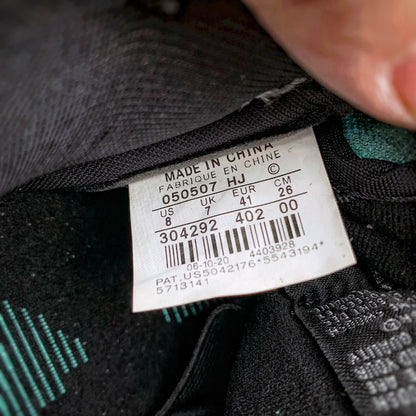 MADE IN CHINA
FABRIQUE EN CHINE
050507 HJ ©
US UK EUR CM
8 7 41 26
304292 402 00
06-10-20 4403928
PAT. US5042176*5543194*
5713141